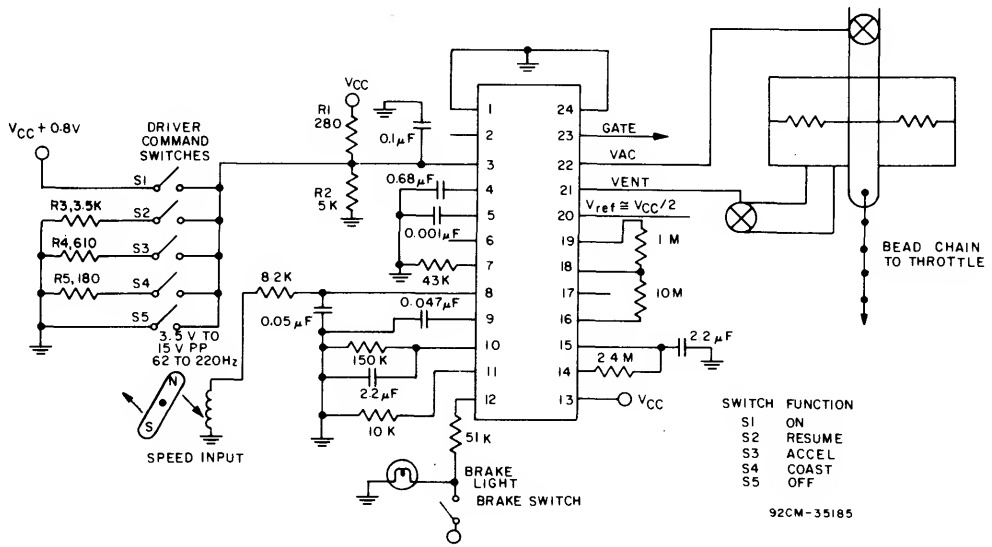 VCC + 0.8V
DRIVER
COMMAND
SWITCHES
S1
R3, 3.5K
S2
R4, 610
S3
R5, 180
S4
S5
3.5 V TO
15 V PP
62 TO 220Hz
N
S
SPEED INPUT
VCC
R1
280
0.1μF
R2
5K
0.68μF
0.001μF
43K
8.2K
0.05μF
0.047μF
150K
2.2μF
10K
51K
BRAKE
LIGHT
BRAKE SWITCH
1
2
3
4
5
6
7
8
9
10
11
12
24
23
22
21
20
19
18
17
16
15
14
13
GATE
VAC
VENT
Vref ≅ VCC/2
1 M
10M
2.2μF
24M
VCC
BEAD CHAIN
TO THROTTLE
SWITCH FUNCTION
S1 ON
S2 RESUME
S3 ACCEL
S4 COAST
S5 OFF
92CM-35185